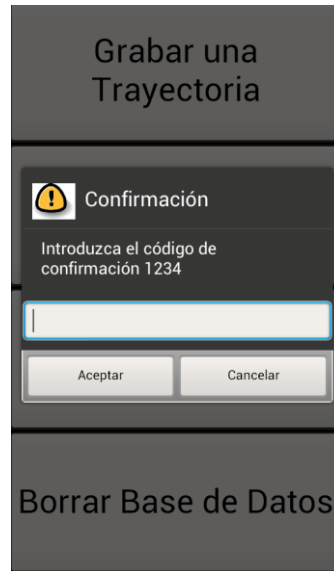 Grabar una
Trayectoria
Confirmación
Introduzca el código de
confirmación 1234
Aceptar
Cancelar
Borrar Base de Datos